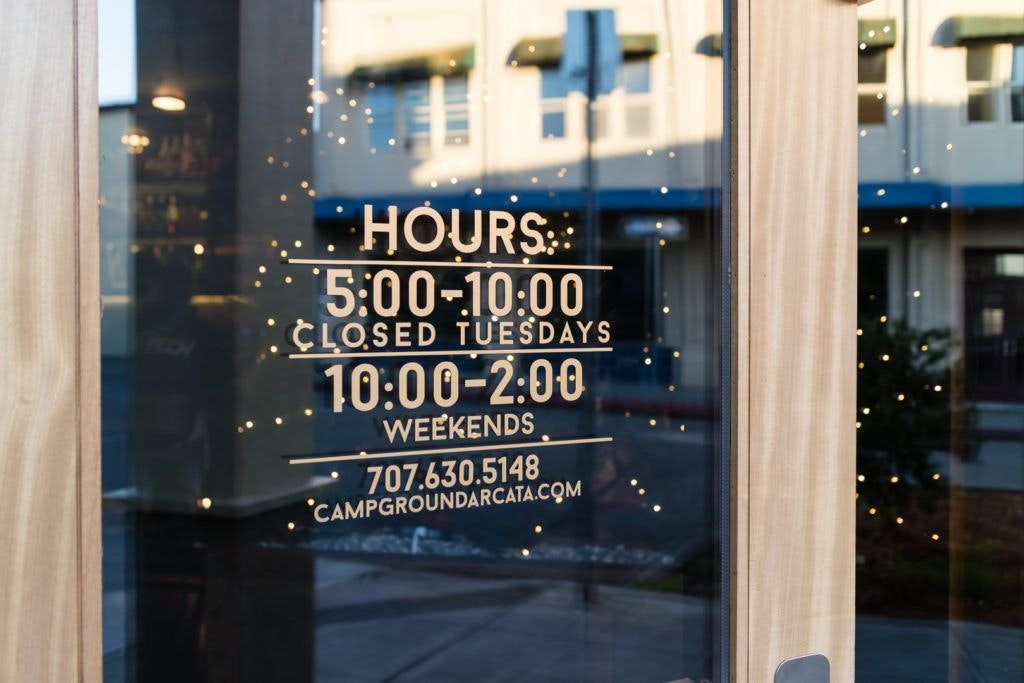 HOURS:
5:00-10:00
CLOSED TUESDAYS
10:00-2:00
WEEKENDS
707.630.5148
CAMPGROUNDARCATA.COM